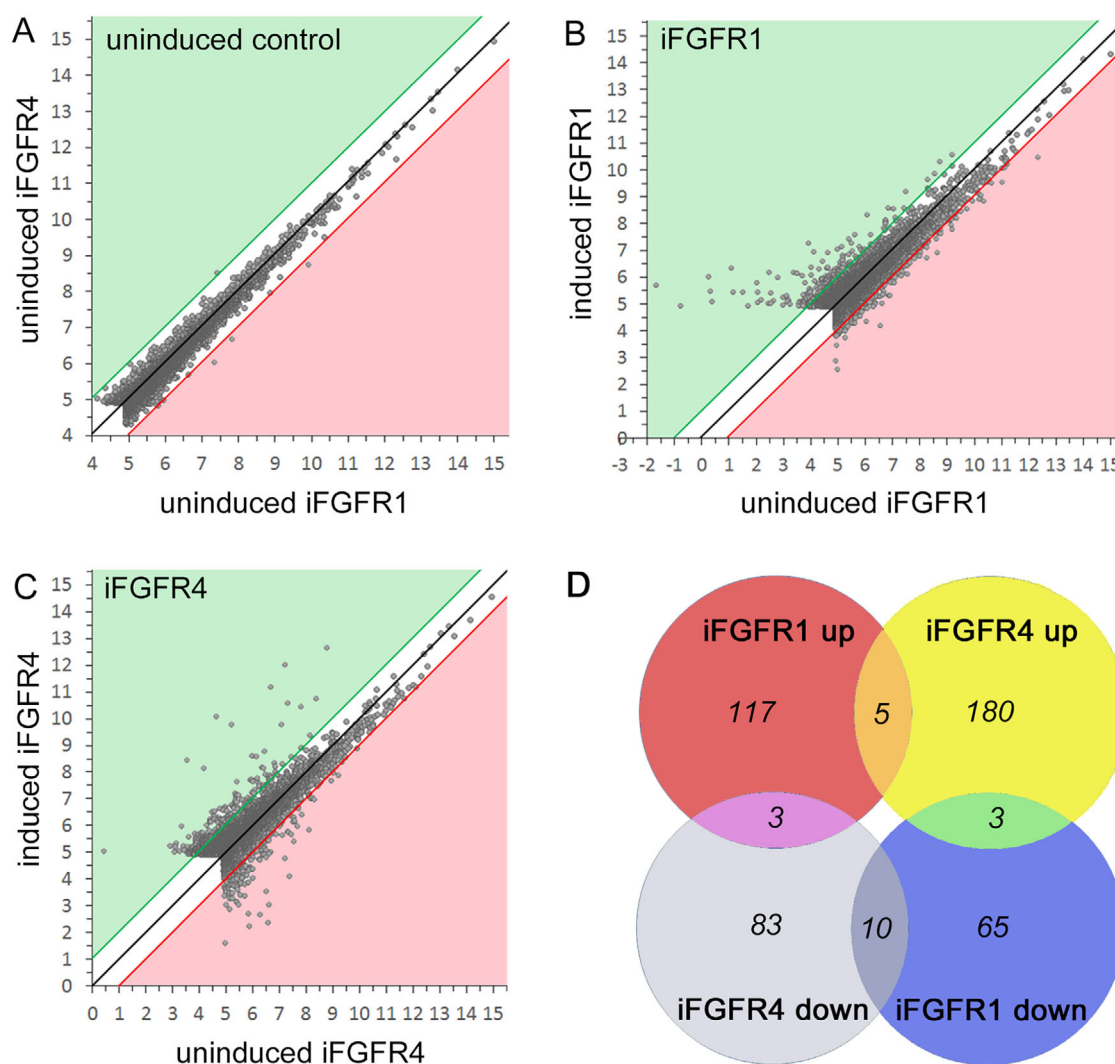 A
uninduced control
uninduced iFGFR4
15
14
13
12
11
10
9
8
7
6
5
4
4 5 6 7 8 9 10 11 12 13 14 15
uninduced iFGFR1
B
iFGFR1
induced iFGFR1
15
14
13
12
11
10
9
8
7
6
5
4
3
2
1
0
-3 -2 -1 0 1 2 3 4 5 6 7 8 9 10 11 12 13 14 15
uninduced iFGFR1
C
iFGFR4
induced iFGFR4
15
14
13
12
11
10
9
8
7
6
5
4
3
2
1
0
0 1 2 3 4 5 6 7 8 9 10 11 12 13 14 15
uninduced iFGFR4
D
iFGFR1 up
iFGFR4 up
117
5
180
3
3
83
10
65
iFGFR4 down
iFGFR1 down